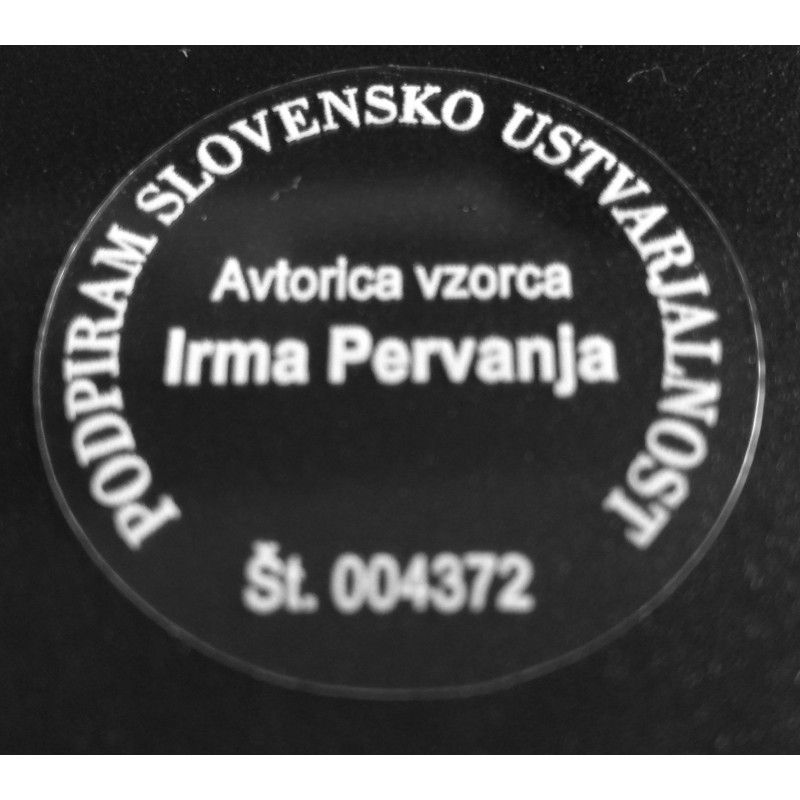 PODPIRAM SLOVENSKO USTVARJALNOST
Avtorica vzorca
Irma Pervanja
Št. 004372